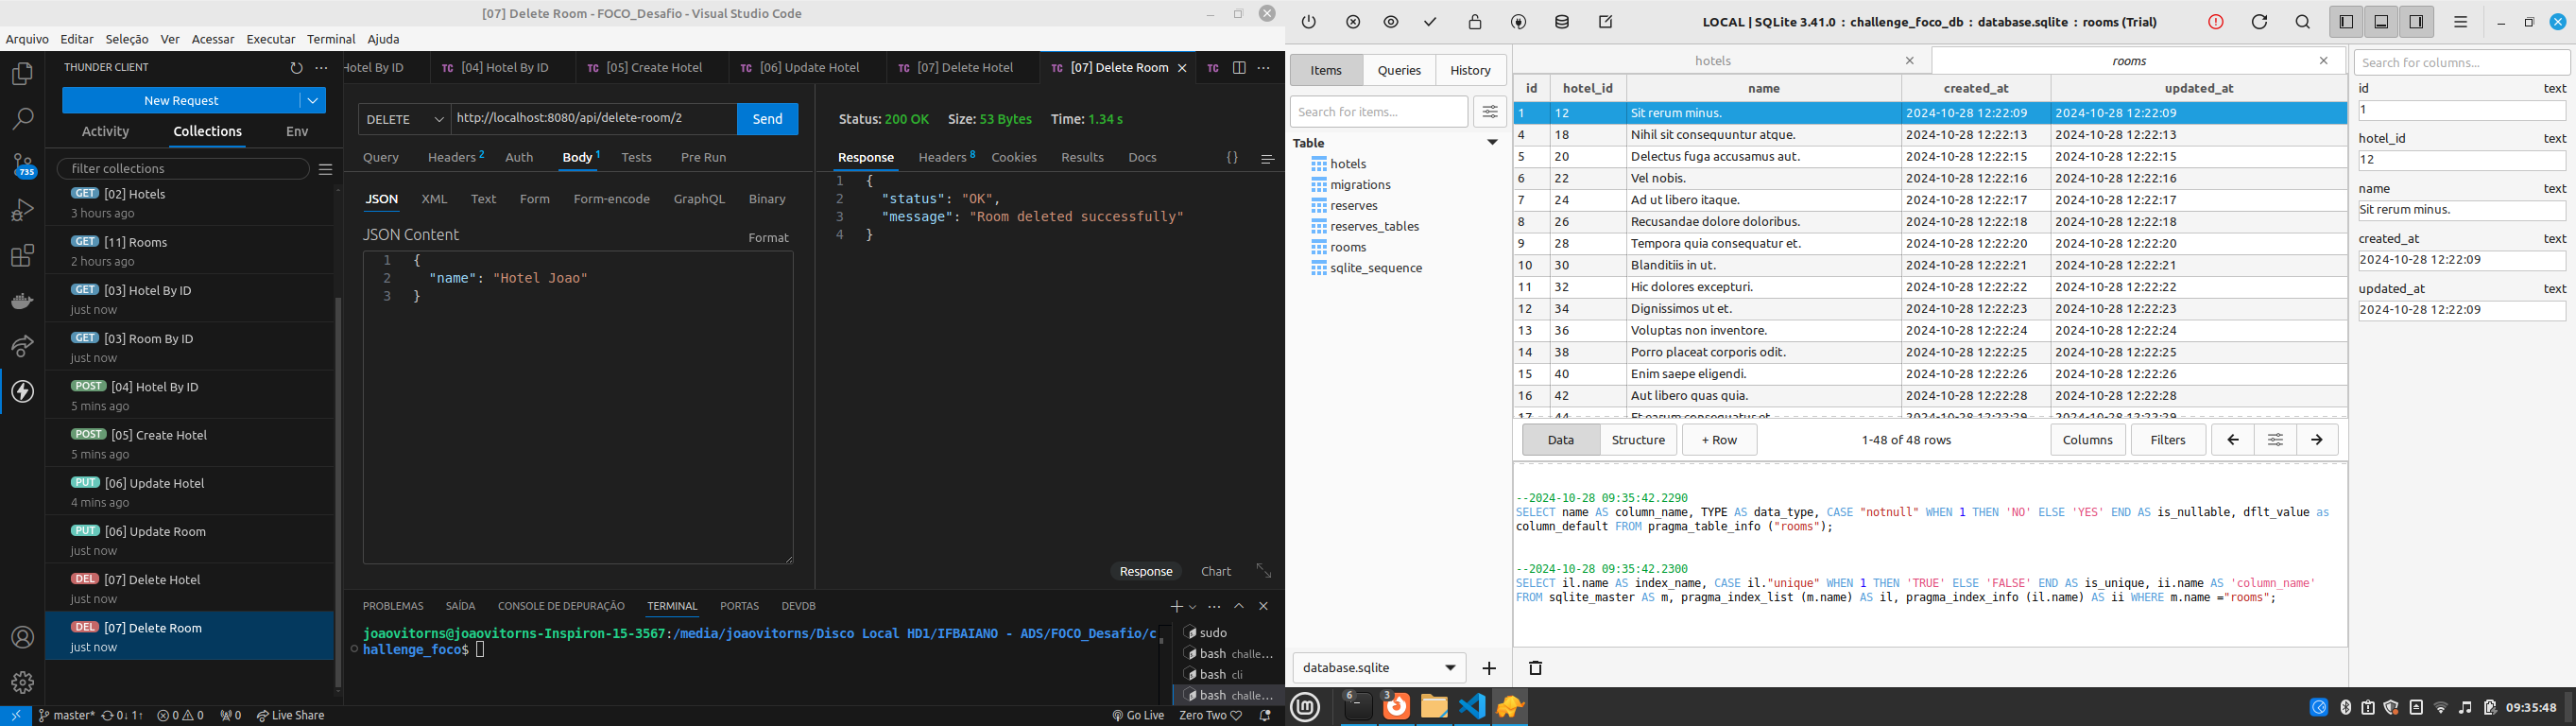 [07] Delete Room - FOCO_Desafio - Visual Studio Code
Arquivo Editar Seleção Ver Acessar Executar Terminal Ajuda
THUNDER CLIENT
New Request
Activity Collections Env
filter collections
GET [02] Hotels
3 hours ago
GET [11] Rooms
2 hours ago
GET [03] Hotel By ID
just now
GET [03] Room By ID
just now
POST [04] Hotel By ID
5 mins ago
POST [05] Create Hotel
5 mins ago
PUT [06] Update Hotel
4 mins ago
PUT [06] Update Room
just now
DEL [07] Delete Hotel
just now
DEL [07] Delete Room
just now
735
Hotel By ID TC [04] Hotel By ID TC [05] Create Hotel TC [06] Update Hotel TC [07] Delete Hotel TC [07] Delete Room TC
DELETE http://localhost:8080/api/delete-room/2 Send
Query Headers 2 Auth Body 1 Tests Pre Run
JSON XML Text Form Form-encode GraphQL Binary
JSON Content Format
1 {
2 "name": "Hotel Joao"
3 }
Status: 200 OK Size: 53 Bytes Time: 1.34 s
Response Headers 8 Cookies Results Docs {}
1 {
2 "status": "OK",
3 "message": "Room deleted successfully"
4 }
Response Chart
PROBLEMAS SAÍDA CONSOLE DE DEPURAÇÃO TERMINAL PORTAS DEVDB
joaovitorns@joaovitorns-Inspiron-15-3567:/media/joaovitorns/Disco Local HD1/IFBAIANO - ADS/FOCO_Desafio/c
hallenge_foco$
sudo
bash challe...
bash cli
bash challe...
master* 0↓ 1↑ 0 0 0 Live Share Go Live Zero Two
LOCAL | SQLite 3.41.0 : challenge_foco_db : database.sqlite : rooms (Trial)
Items Queries History
Search for items...
Table
hotels
migrations
reserves
reserves_tables
rooms
sqlite_sequence
database.sqlite
hotels rooms
id hotel_id name created_at updated_at
1 12 Sit rerum minus. 2024-10-28 12:22:09 2024-10-28 12:22:09
4 18 Nihil sit consequuntur atque. 2024-10-28 12:22:13 2024-10-28 12:22:13
5 20 Delectus fuga accusamus aut. 2024-10-28 12:22:15 2024-10-28 12:22:15
6 22 Vel nobis. 2024-10-28 12:22:16 2024-10-28 12:22:16
7 24 Ad ut libero itaque. 2024-10-28 12:22:17 2024-10-28 12:22:17
8 26 Recusandae dolore doloribus. 2024-10-28 12:22:18 2024-10-28 12:22:18
9 28 Tempora quia consequatur et. 2024-10-28 12:22:20 2024-10-28 12:22:20
10 30 Blanditiis in ut. 2024-10-28 12:22:21 2024-10-28 12:22:21
11 32 Hic dolores excepturi. 2024-10-28 12:22:22 2024-10-28 12:22:22
12 34 Dignissimos ut et. 2024-10-28 12:22:23 2024-10-28 12:22:23
13 36 Voluptas non inventore. 2024-10-28 12:22:24 2024-10-28 12:22:24
14 38 Porro placeat corporis odit. 2024-10-28 12:22:25 2024-10-28 12:22:25
15 40 Enim saepe eligendi. 2024-10-28 12:22:26 2024-10-28 12:22:26
16 42 Aut libero quas quia. 2024-10-28 12:22:28 2024-10-28 12:22:28
17 44 Et earum consequatur et. 2024-10-28 12:22:29 2024-10-28 12:22:29
Data Structure + Row 1-48 of 48 rows Columns Filters
--2024-10-28 09:35:42.2290
SELECT name AS column_name, TYPE AS data_type, CASE "notnull" WHEN 1 THEN 'NO' ELSE 'YES' END AS is_nullable, dflt_value as
column_default FROM pragma_table_info ("rooms");
--2024-10-28 09:35:42.2300
SELECT il.name AS index_name, CASE il."unique" WHEN 1 THEN 'TRUE' ELSE 'FALSE' END AS is_unique, ii.name AS 'column_name'
FROM sqlite_master AS m, pragma_index_list (m.name) AS il, pragma_index_info (il.name) AS ii WHERE m.name ="rooms";
Search for columns...
id text
1
hotel_id text
12
name text
Sit rerum minus.
created_at text
2024-10-28 12:22:09
updated_at text
2024-10-28 12:22:09
6 3 09:35:48